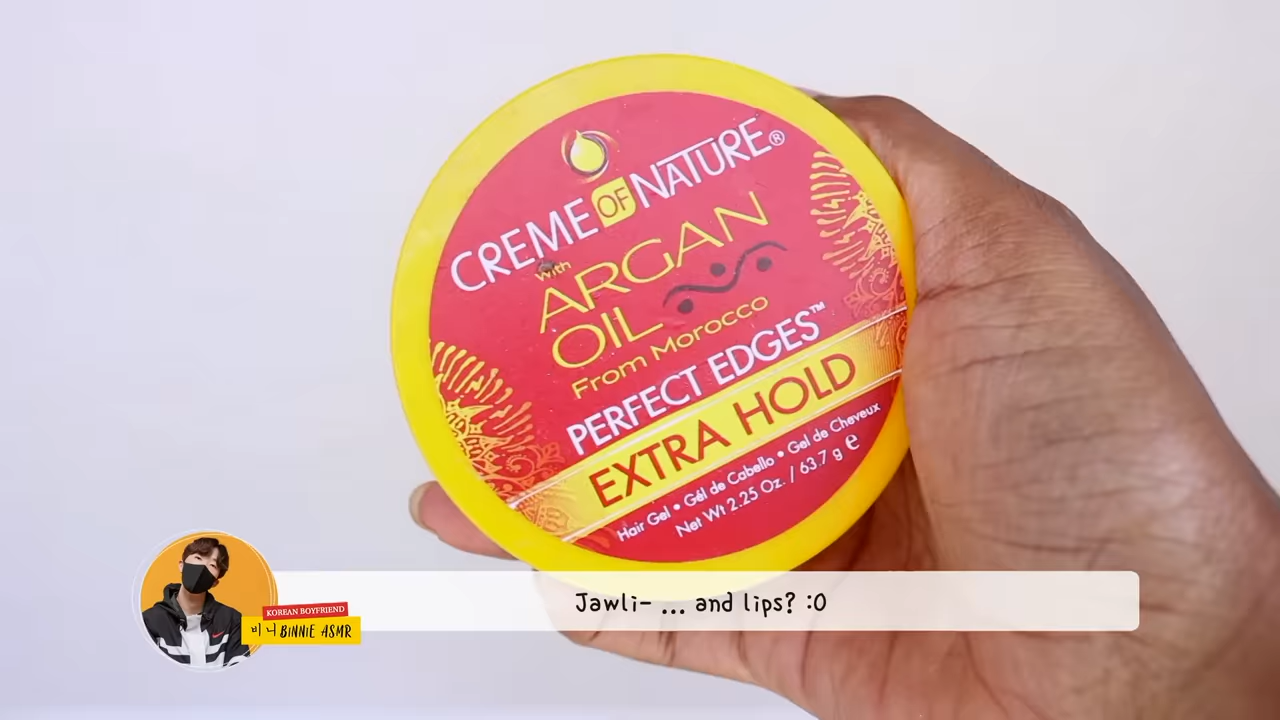 CREME OF NATURE®
with
ARGAN
OIL
From Morocco
PERFECT EDGES™
EXTRA HOLD
Hair Gel • Gél de Cabello • Gel de Cheveux
Net Wt 2.25 Oz. / 63.7 g e
Jawli- ... and lips? :O
KOREAN BOYFRIEND
비니 BINNIE ASMR